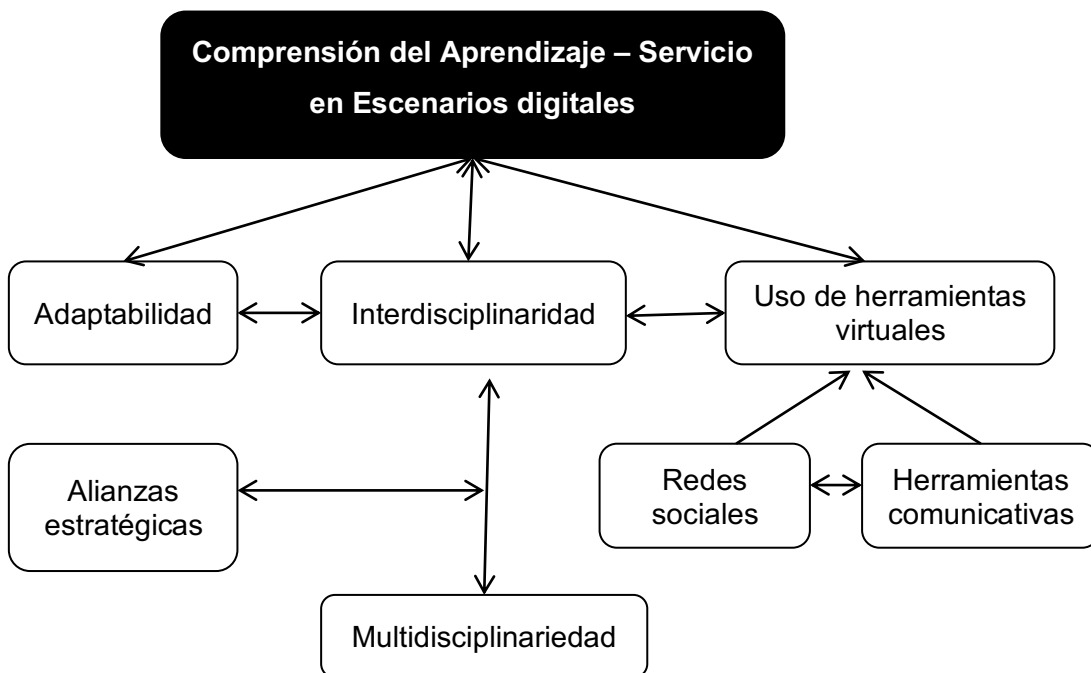 Comprensión del Aprendizaje – Servicio
en Escenarios digitales
Adaptabilidad
Interdisciplinaridad
Uso de herramientas
virtuales
Alianzas
estratégicas
Redes
sociales
Herramientas
comunicativas
Multidisciplinariedad